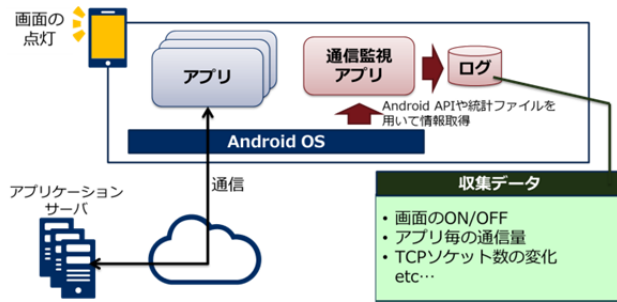 画面の
点灯
アプリ
通信監視
アプリ
ログ
Android APIや統計ファイルを
用いて情報取得
Android OS
通信
アプリケーション
サーバ
収集データ
• 画面のON/OFF
• アプリ毎の通信量
• TCPソケット数の変化
etc…